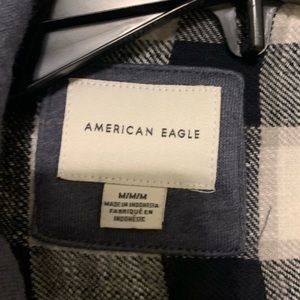 AMERICAN EAGLE
M/M/M
MADE IN INDONESIA
FABRIQUÉ EN
INDONÉSIE